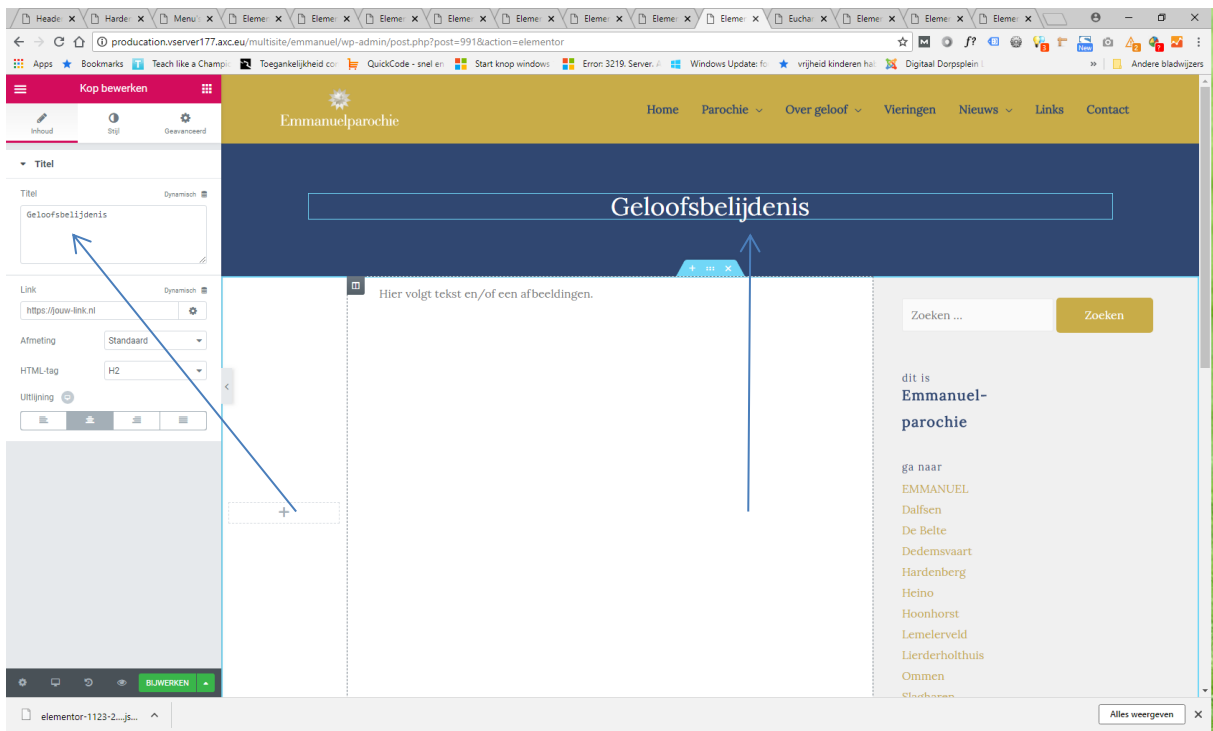 Heade Harder Menu' Elemen Elemen Elemen Elemen Elemen Elemen Elemen Elemen Euchar Elemen Elemen Elemen
producation.vserver177.axc.eu/multisite/emmanuel/wp-admin/post.php?post=991&action=elementor
Apps Bookmarks Teach like a Champio Toegankelijkheid con QuickCode - snel en Start knop windows Error: 3219. Server. Windows Update: fo vrijheid kinderen hal Digitaal Dorpsplein » Andere bladwijzers
Kop bewerken
Inhoud Stijl Geavanceerd
Titel
Titel Dynamisch
Geloofsbelijdenis
Link Dynamisch
https://jouw-link.nl
Afmeting Standaard
HTML-tag H2
Uitlijning
BIJWERKEN
Emmanuelparochie
Home Parochie Over geloof Vieringen Nieuws Links Contact
Geloofsbelijdenis
Hier volgt tekst en/of een afbeeldingen.
Zoeken ... Zoeken
dit is
Emmanuel-
parochie
ga naar
EMMANUEL
Dalfsen
De Belte
Dedemsvaart
Hardenberg
Heino
Hoonhorst
Lemelerveld
Lierderholthuis
Ommen
Slagharen
elementor-1123-2....js... Alles weergeven